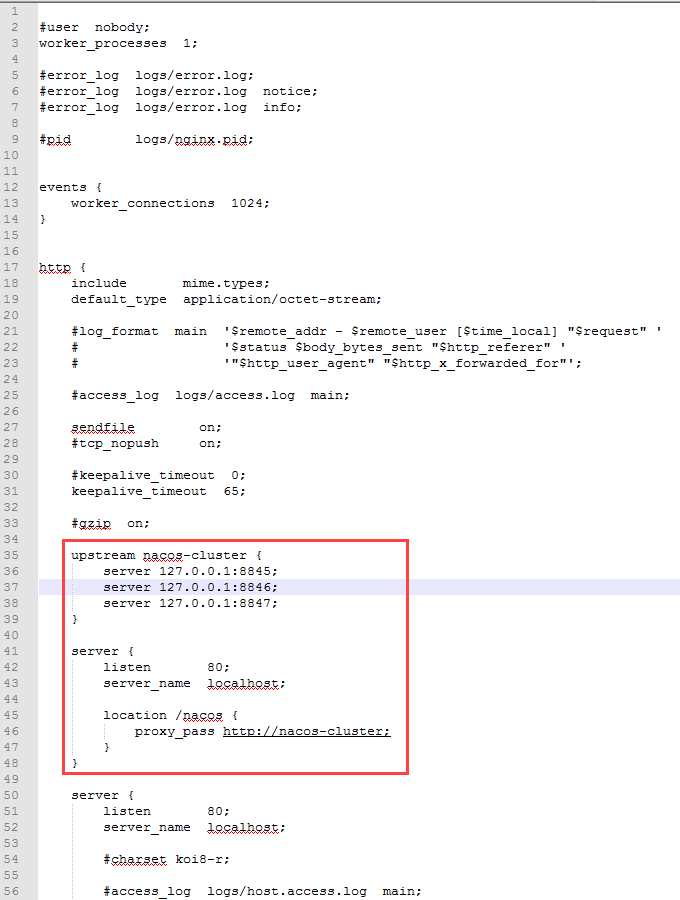 1
2 #user  nobody;
3 worker_processes  1;
4
5 #error_log  logs/error.log;
6 #error_log  logs/error.log  notice;
7 #error_log  logs/error.log  info;
8
9 #pid        logs/nginx.pid;
10
11
12 events {
13     worker_connections  1024;
14 }
15
16
17 http {
18     include       mime.types;
19     default_type  application/octet-stream;
20
21     #log_format  main  '$remote_addr - $remote_user [$time_local] "$request" '
22     #                  '$status $body_bytes_sent "$http_referer" '
23     #                  '"$http_user_agent" "$http_x_forwarded_for"';
24
25     #access_log  logs/access.log  main;
26
27     sendfile        on;
28     #tcp_nopush     on;
29
30     #keepalive_timeout  0;
31     keepalive_timeout  65;
32
33     #gzip  on;
34
35     upstream nacos-cluster {
36         server 127.0.0.1:8845;
37         server 127.0.0.1:8846;
38         server 127.0.0.1:8847;
39     }
40
41     server {
42         listen       80;
43         server_name  localhost;
44
45         location /nacos {
46             proxy_pass http://nacos-cluster;
47         }
48     }
49
50     server {
51         listen       80;
52         server_name  localhost;
53
54         #charset koi8-r;
55
56         #access_log  logs/host.access.log  main;